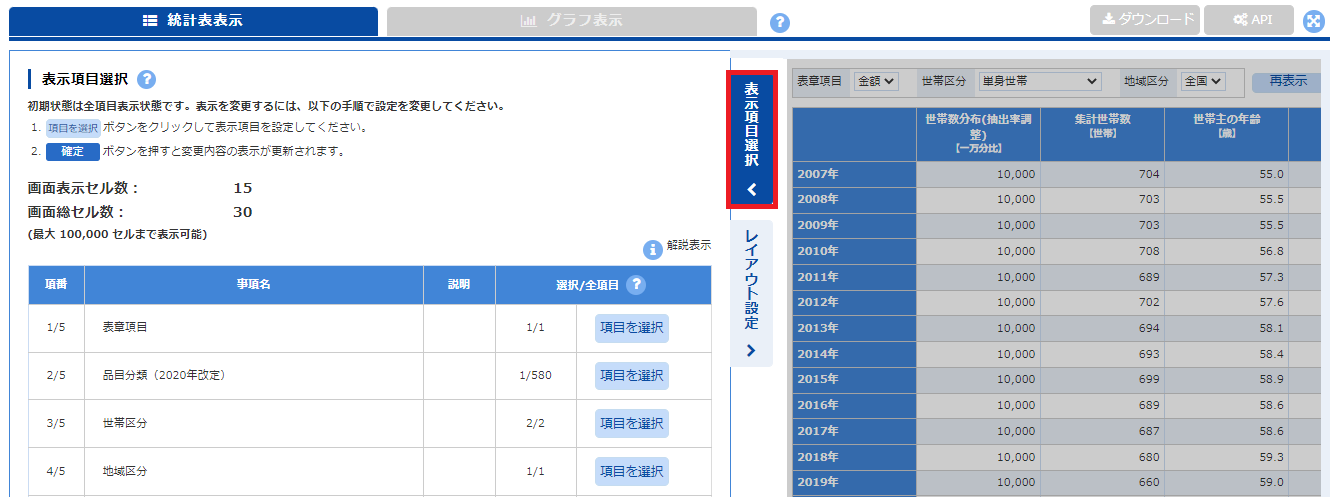 統計表表示
グラフ表示
?
ダウンロード
API
表示項目選択 ?
初期状態は全項目表示状態です。表示を変更するには、以下の手順で設定を変更してください。
1. 項目を選択 ボタンをクリックして表示項目を設定してください。
2. 確定 ボタンを押すと変更内容の表示が更新されます。
画面表示セル数： 15
画面総セル数： 30
(最大 100,000 セルまで表示可能)
i 解説表示
項番 事項名 説明 選択/全項目 ?
1/5 表章項目 1/1 項目を選択
2/5 品目分類（2020年改定） 1/580 項目を選択
3/5 世帯区分 2/2 項目を選択
4/5 地域区分 1/1 項目を選択
表示項目選択
レイアウト設定
表章項目 金額 世帯区分 単身世帯 地域区分 全国 再表示
世帯数分布(抽出率調
整)
【一万分比】
集計世帯数
【世帯】
世帯主の年齢
【歳】
2007年 10,000 704 55.0
2008年 10,000 703 55.5
2009年 10,000 703 55.5
2010年 10,000 708 56.8
2011年 10,000 689 57.3
2012年 10,000 702 57.6
2013年 10,000 694 58.1
2014年 10,000 693 58.4
2015年 10,000 699 58.9
2016年 10,000 689 58.6
2017年 10,000 687 58.6
2018年 10,000 680 59.3
2019年 10,000 660 59.0